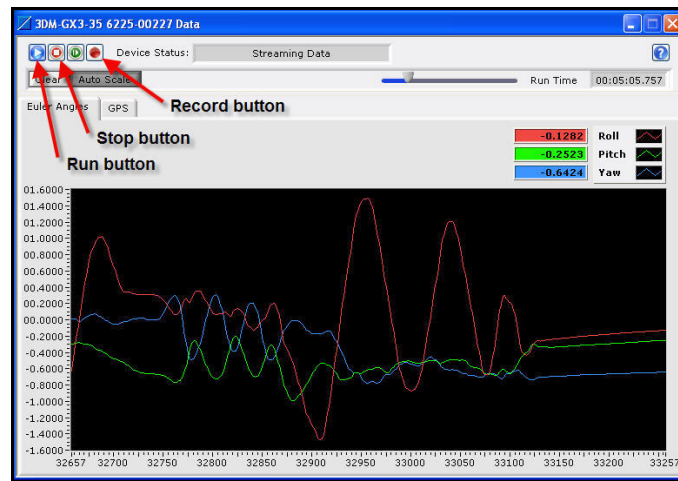 3DM-GX3-35 6225-00227 Data
Device Status: Streaming Data
Clear Auto Scale Run Time 00:05:05.757
Record button
Euler Angles GPS
Stop button
Run button
-0.1282 Roll
-0.2523 Pitch
-0.6424 Yaw
01.6000
01.4000
01.2000
01.0000
00.8000
00.6000
00.4000
00.2000
00.0000
-0.2000
-0.4000
-0.6000
-0.8000
-1.0000
-1.2000
-1.4000
-1.6000
32657 32700 32750 32800 32850 32900 32950 33000 33050 33100 33150 33200 33257